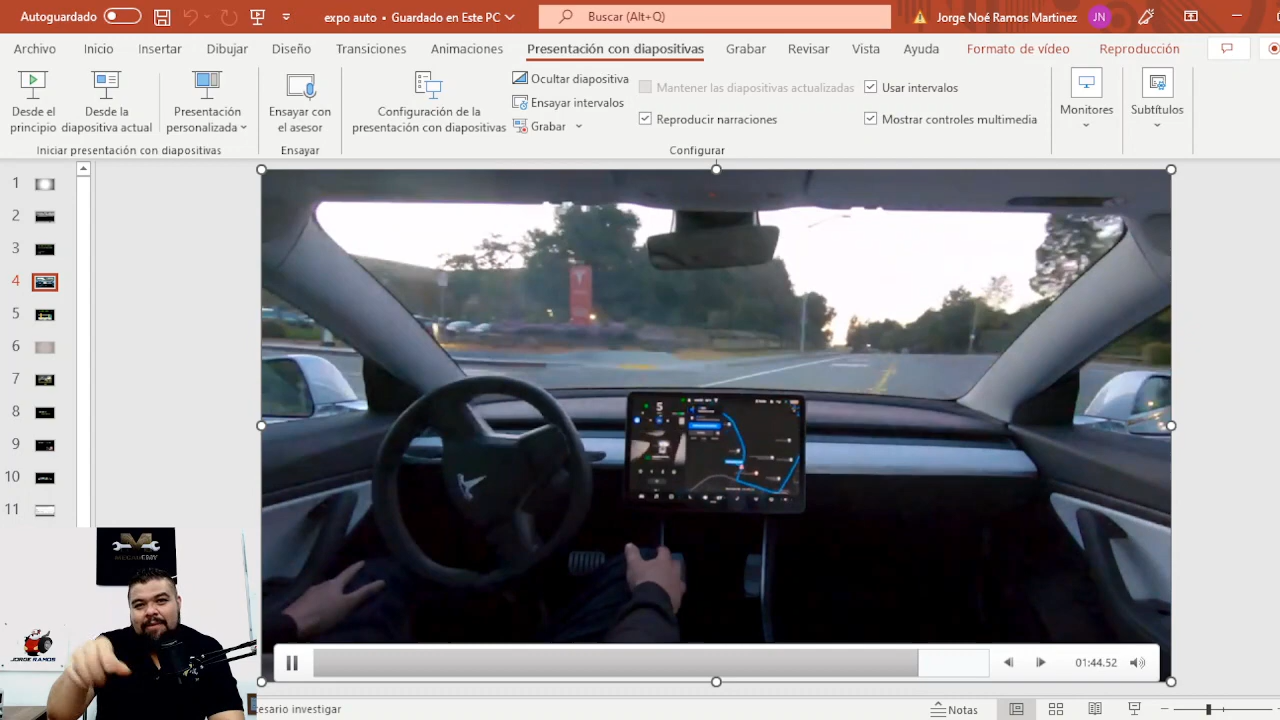 Autoguardado
expo auto • Guardado en Este PC
Buscar (Alt+Q)
Jorge Noé Ramos Martinez
JN
Archivo
Inicio
Insertar
Dibujar
Diseño
Transiciones
Animaciones
Presentación con diapositivas
Grabar
Revisar
Vista
Ayuda
Formato de vídeo
Reproducción
Desde el principio
Desde la diapositiva actual
Presentación personalizada
Iniciar presentación con diapositivas
Ensayar con el asesor
Ensayar
Configuración de la presentación con diapositivas
Ocultar diapositiva
Ensayar intervalos
Grabar
Mantener las diapositivas actualizadas
Reproducir narraciones
Usar intervalos
Mostrar controles multimedia
Configurar
Monitores
Subtítulos
1
2
3
4
5
6
7
8
9
10
11
5
JORGE RAMOS
01:44.52
cesario investigar
Notas